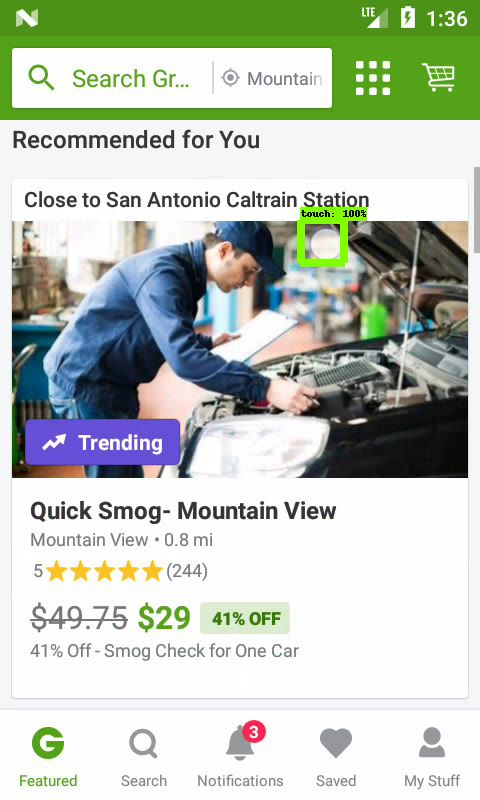 LTE 1:36
Search Gr... Mountain
Recommended for You
Close to San Antonio Caltrain Station
touch: 100%
Trending
Quick Smog- Mountain View
Mountain View • 0.8 mi
5 (244)
$49.75 $29 41% OFF
41% Off - Smog Check for One Car
3
Featured Search Notifications Saved My Stuff